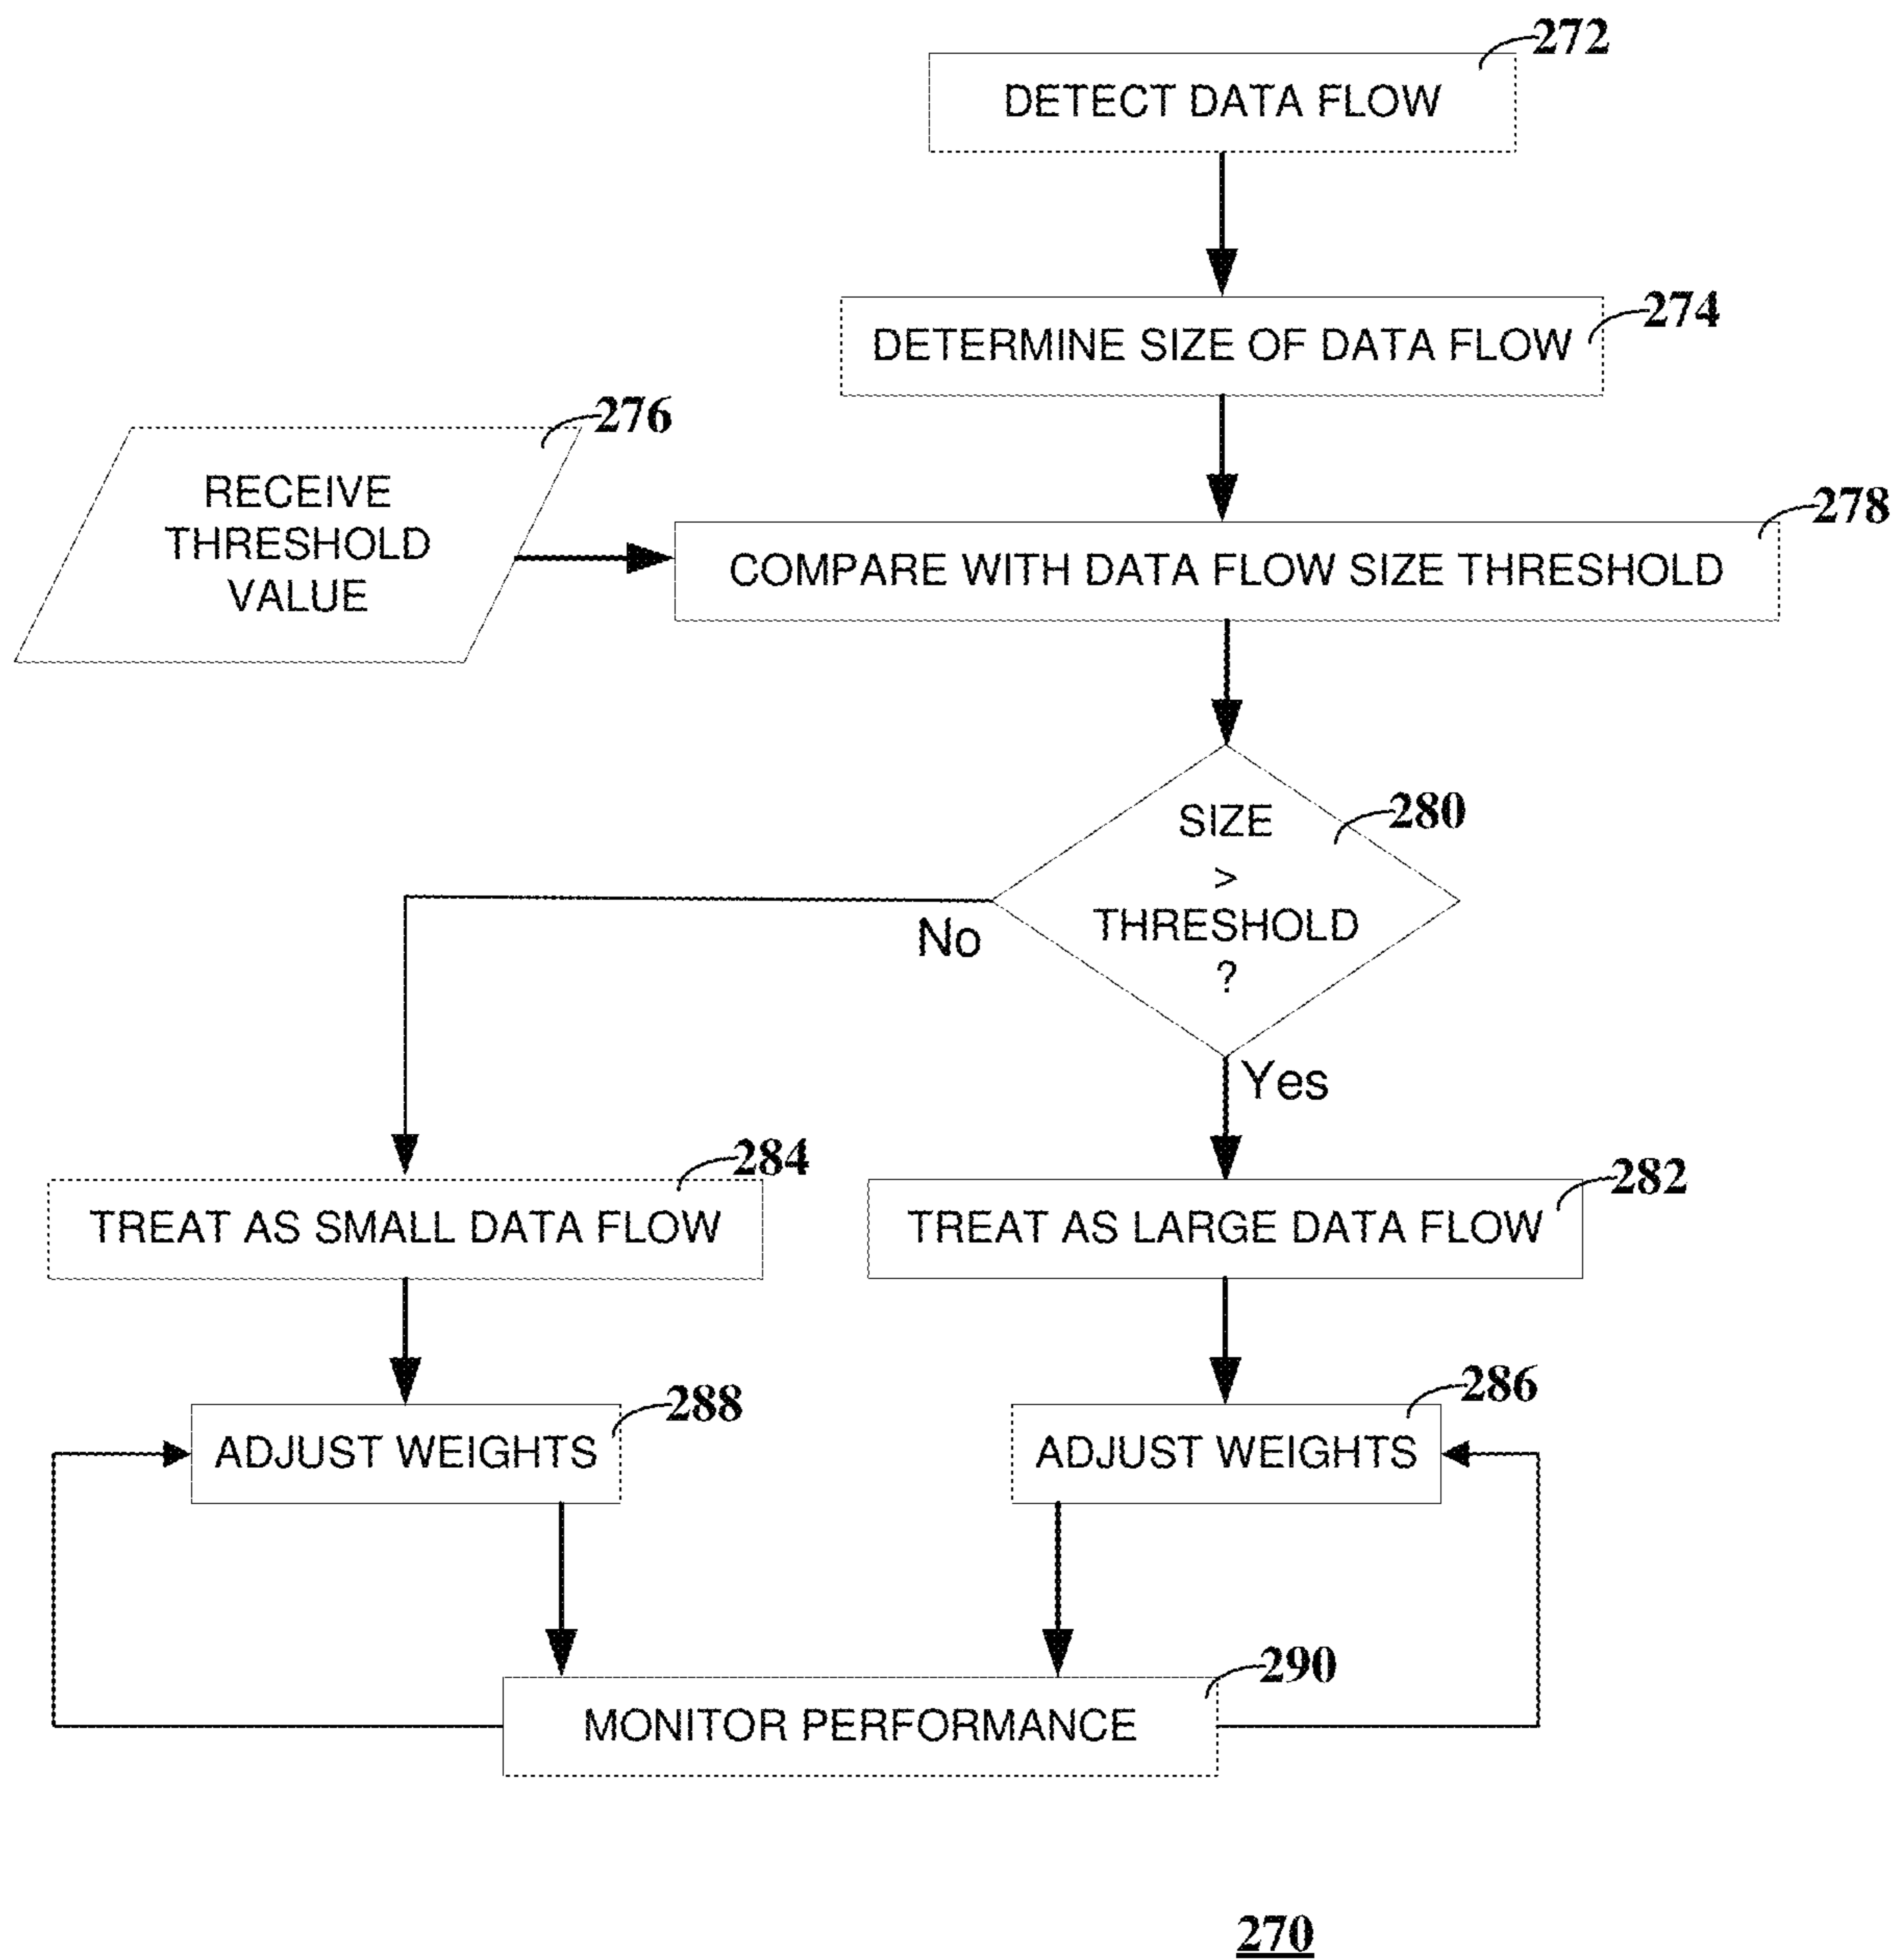 272
DETECT DATA FLOW
274
DETERMINE SIZE OF DATA FLOW
276
RECEIVE
THRESHOLD
VALUE
278
COMPARE WITH DATA FLOW SIZE THRESHOLD
280
SIZE
>
THRESHOLD
?
No
Yes
284
TREAT AS SMALL DATA FLOW
282
TREAT AS LARGE DATA FLOW
288
ADJUST WEIGHTS
286
ADJUST WEIGHTS
290
MONITOR PERFORMANCE
270